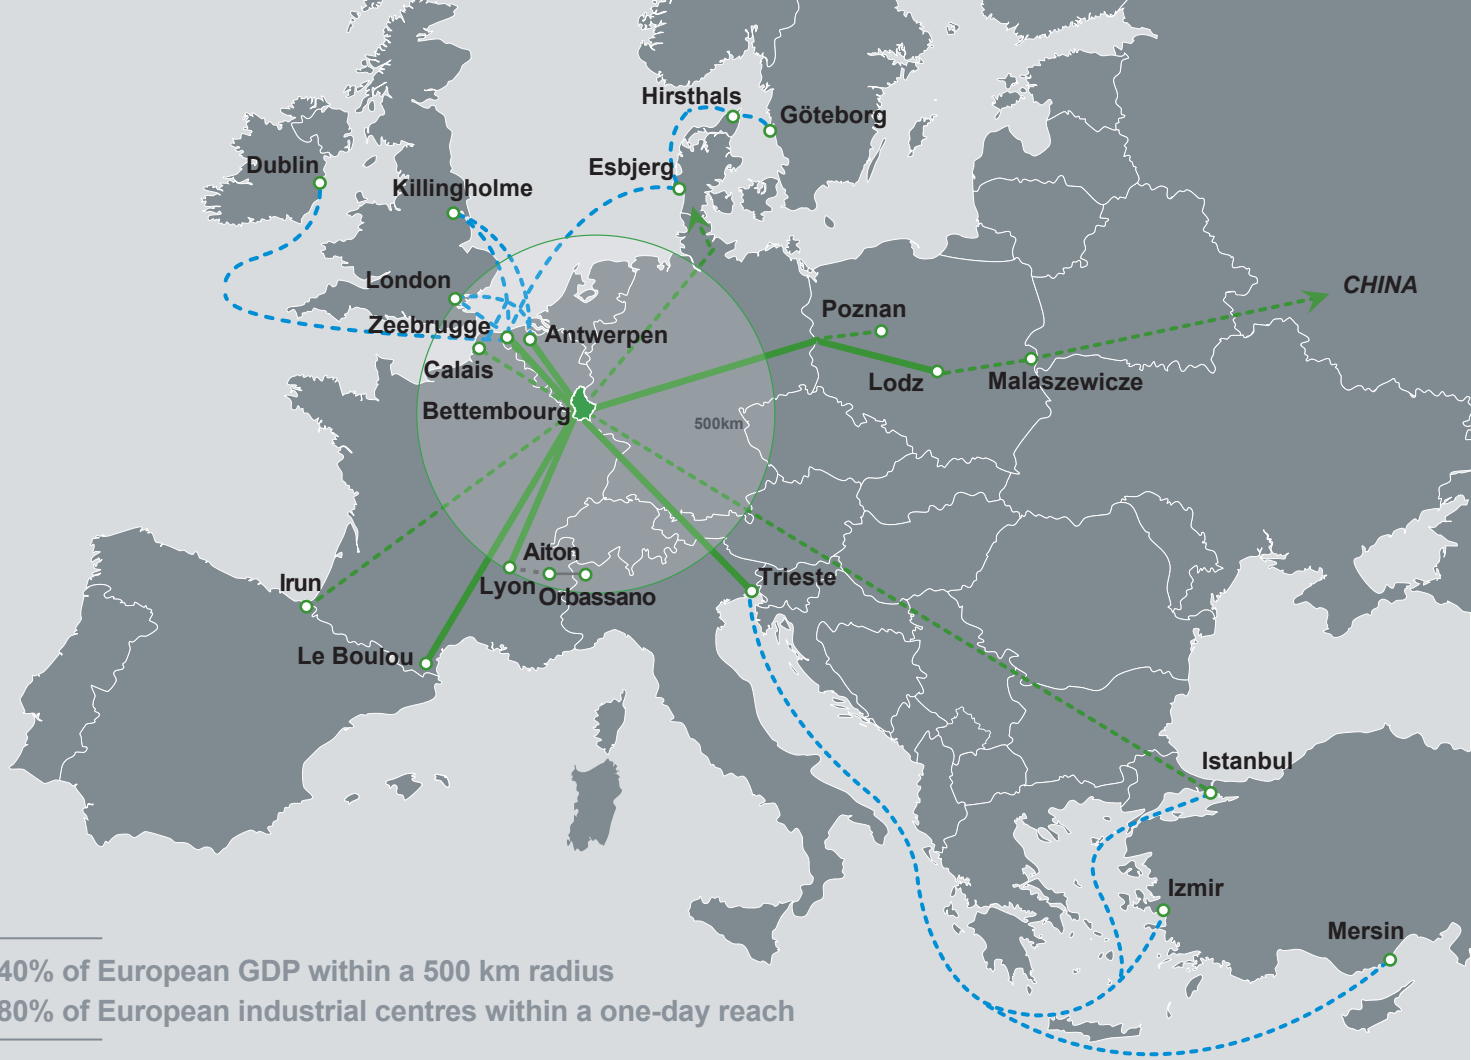 Hirsthals
Göteborg
Dublin
Esbjerg
Killingholme
London
CHINA
Poznan
Zeebrugge
Antwerpen
Calais
Lodz
Malaszewicze
Bettembourg
500km
Aiton
Irun
Lyon
Orbassano
Trieste
Le Boulou
Istanbul
Izmir
Mersin
40% of European GDP within a 500 km radius
80% of European industrial centres within a one-day reach